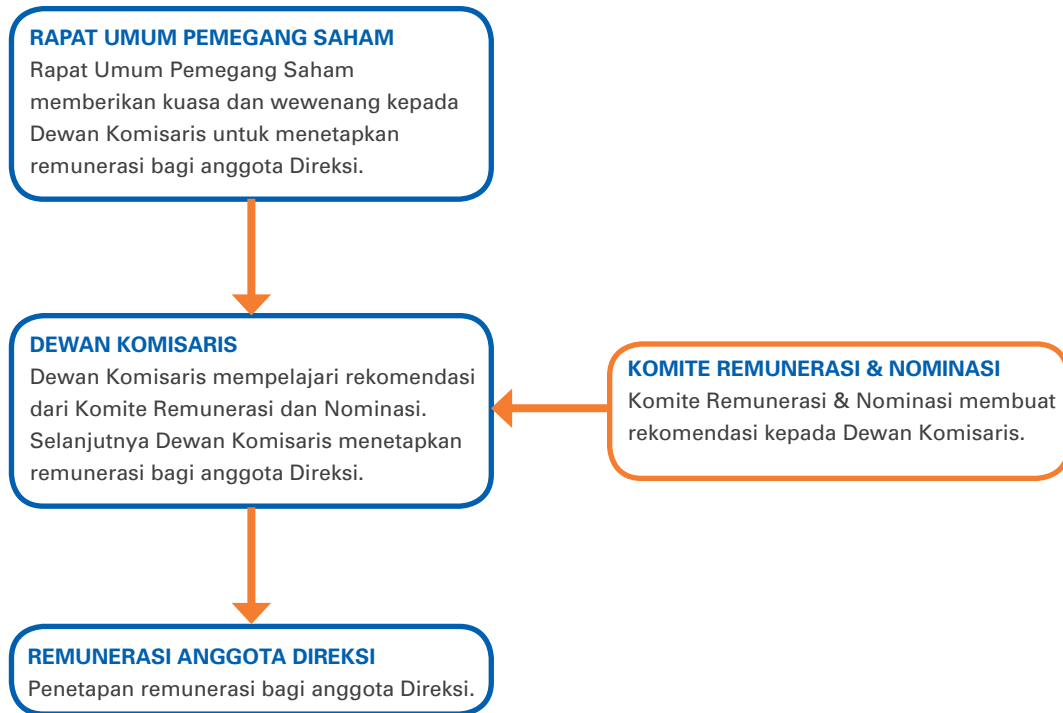 RAPAT UMUM PEMEGANG SAHAM
Rapat Umum Pemegang Saham
memberikan kuasa dan wewenang kepada
Dewan Komisaris untuk menetapkan
remunerasi bagi anggota Direksi.
DEWAN KOMISARIS
Dewan Komisaris mempelajari rekomendasi
dari Komite Remunerasi dan Nominasi.
Selanjutnya Dewan Komisaris menetapkan
remunerasi bagi anggota Direksi.
KOMITE REMUNERASI & NOMINASI
Komite Remunerasi & Nominasi membuat
rekomendasi kepada Dewan Komisaris.
REMUNERASI ANGGOTA DIREKSI
Penetapan remunerasi bagi anggota Direksi.